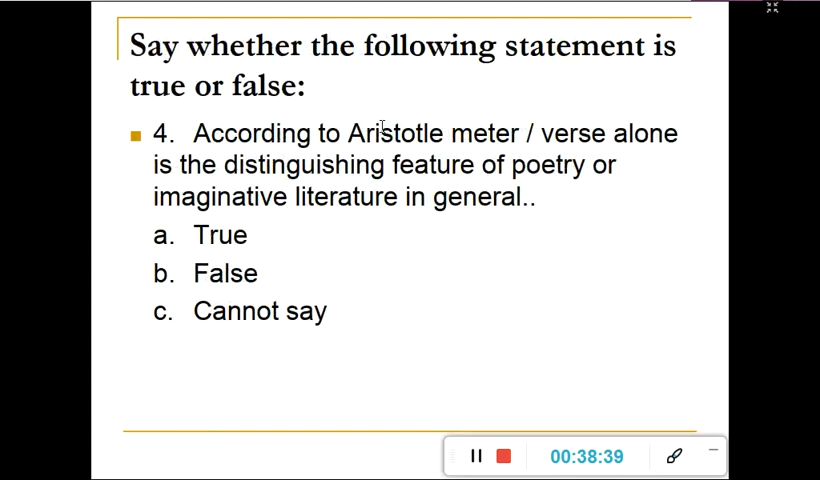 Say whether the following statement is
true or false:
4. According to Aristotle meter / verse alone
is the distinguishing feature of poetry or
imaginative literature in general..
a. True
b. False
c. Cannot say
00:38:39